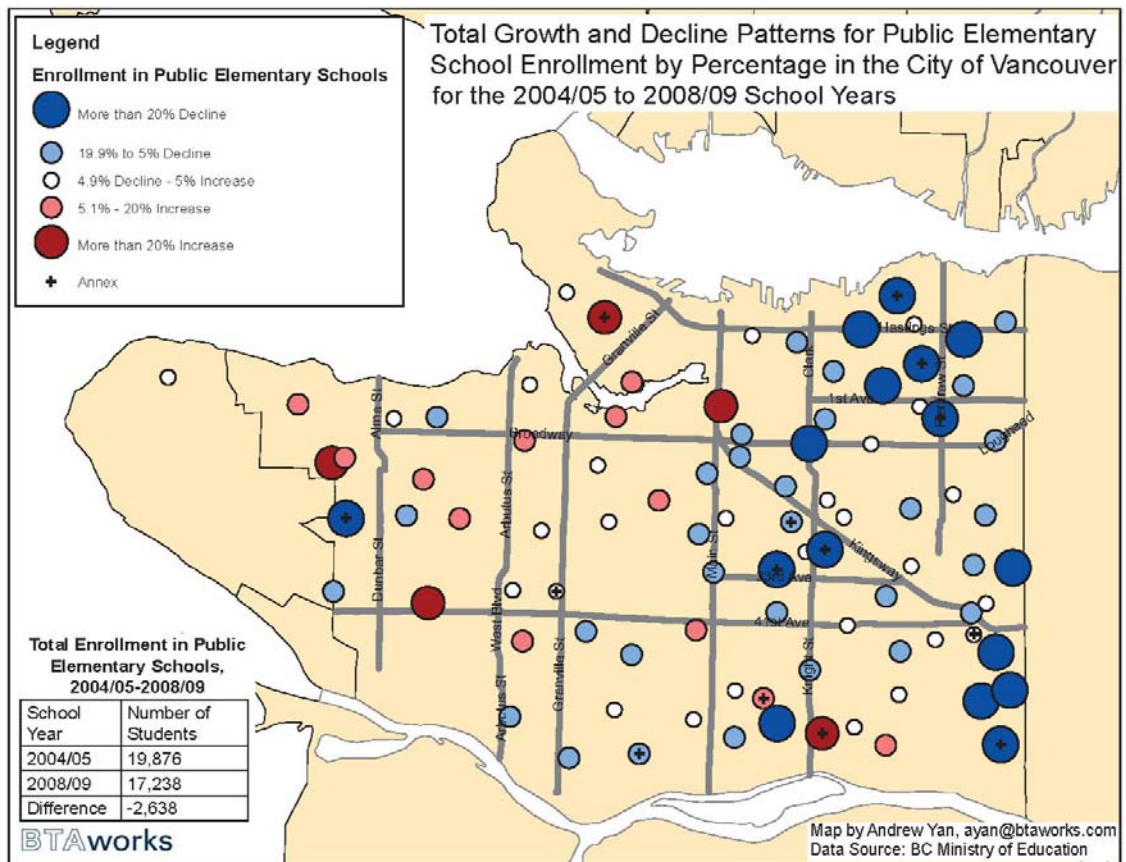 Legend
Enrollment in Public Elementary Schools
More than 20% Decline
19.9% to 5% Decline
4.9% Decline - 5% Increase
5.1% - 20% Increase
More than 20% Increase
Annex
Total Growth and Decline Patterns for Public Elementary
School Enrollment by Percentage in the City of Vancouver
for the 2004/05 to 2008/09 School Years
Granville St
Hastings St
Clark
1st Ave
Lougheed
Alma St
Broadway
Arbutus St
Main St
Kingsway
33rd Ave
Dunbar St
West Blvd
41st Ave
Granville St
Knight St
Arbutus St
Total Enrollment in Public
Elementary Schools,
2004/05-2008/09
School Year Number of Students
2004/05 19,876
2008/09 17,238
Difference -2,638
BTAworks
Map by Andrew Yan, ayan@btaworks.com
Data Source: BC Ministry of Education